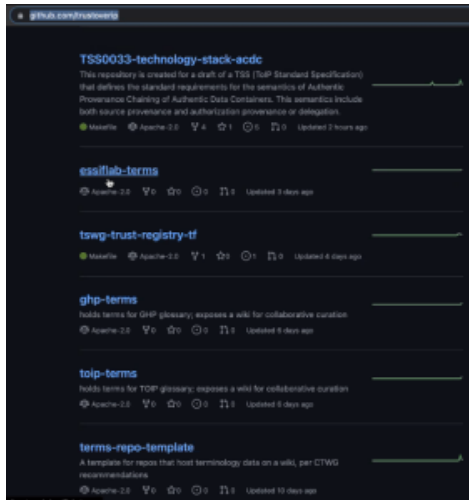 github.com/trustoverip
TSS0033-technology-stack-acdc
This repository is created for a draft of a TSS (ToIP Standard Specification)
that defines the standard requirements for the semantics of Authentic
Provenance Chaining of Authentic Data Containers. This semantics include
both source provenance and authorization provenance or delegation.
Makefile Apache-2.0 4 1 5 0 Updated 2 hours ago
essiflab-terms
Apache-2.0 0 0 0 0 Updated 3 days ago
tswg-trust-registry-tf
Makefile Apache-2.0 1 0 1 0 Updated 4 days ago
ghp-terms
holds terms for GHP glossary; exposes a wiki for collaborative curation
Apache-2.0 0 0 0 0 Updated 6 days ago
toip-terms
holds terms for TOIP glossary; exposes a wiki for collaborative curation
Apache-2.0 0 0 0 0 Updated 6 days ago
terms-repo-template
A template for repos that host terminology data on a wiki, per CTWG
recommendations
Apache-2.0 0 0 0 0 Updated 10 days ago